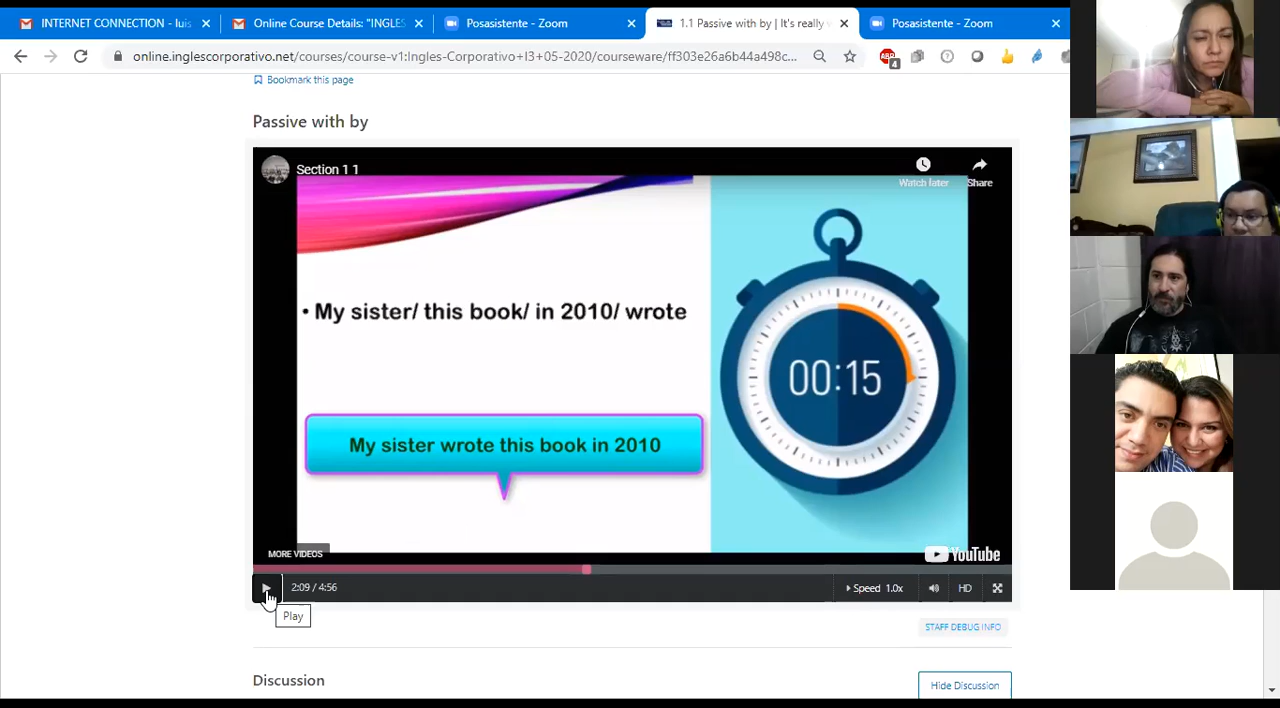 INTERNET CONNECTION - luis
Online Course Details: "INGLES
Posasistente - Zoom
1.1 Passive with by | It's really
Posasistente - Zoom
online.inglescorporativo.net/courses/course-v1:Ingles-Corporativo+I3+05-2020/courseware/ff303e26a6b44a498c...
4
Bookmark this page
Passive with by
Section 1 1
Watch later
Share
• My sister/ this book/ in 2010/ wrote
00:15
My sister wrote this book in 2010
MORE VIDEOS
YouTube
2:09 / 4:56
Speed 1.0x
HD
Play
STAFF DEBUG INFO
Discussion
Hide Discussion